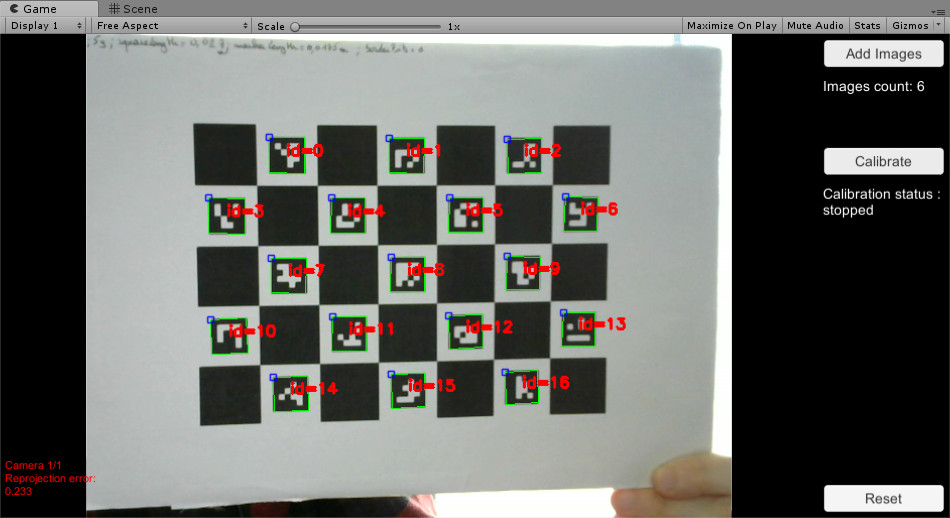 Game
Scene
Display 1
Free Aspect
Scale
1x
Maximize On Play
Mute Audio
Stats
Gizmos
Add Images
Images count: 6
id=0
id=1
id=2
Calibrate
Calibration status :
stopped
id=3
id=4
id=5
id=6
id=7
id=8
id=9
id=10
id=11
id=12
id=13
id=14
id=15
id=16
Camera 1/1
Reprojection error:
0.233
Reset